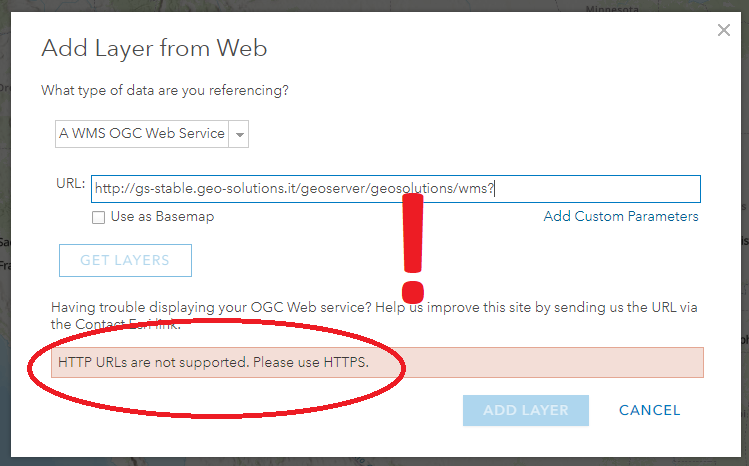 Minnesota
Add Layer from Web
What type of data are you referencing?
A WMS OGC Web Service
URL: http://gs-stable.geo-solutions.it/geoserver/geosolutions/wms?
Use as Basemap
Add Custom Parameters
GET LAYERS
!
Having trouble displaying your OGC Web service? Help us improve this site by sending us the URL via
the Contact Esri link.
HTTP URLs are not supported. Please use HTTPS.
ADD LAYER
CANCEL